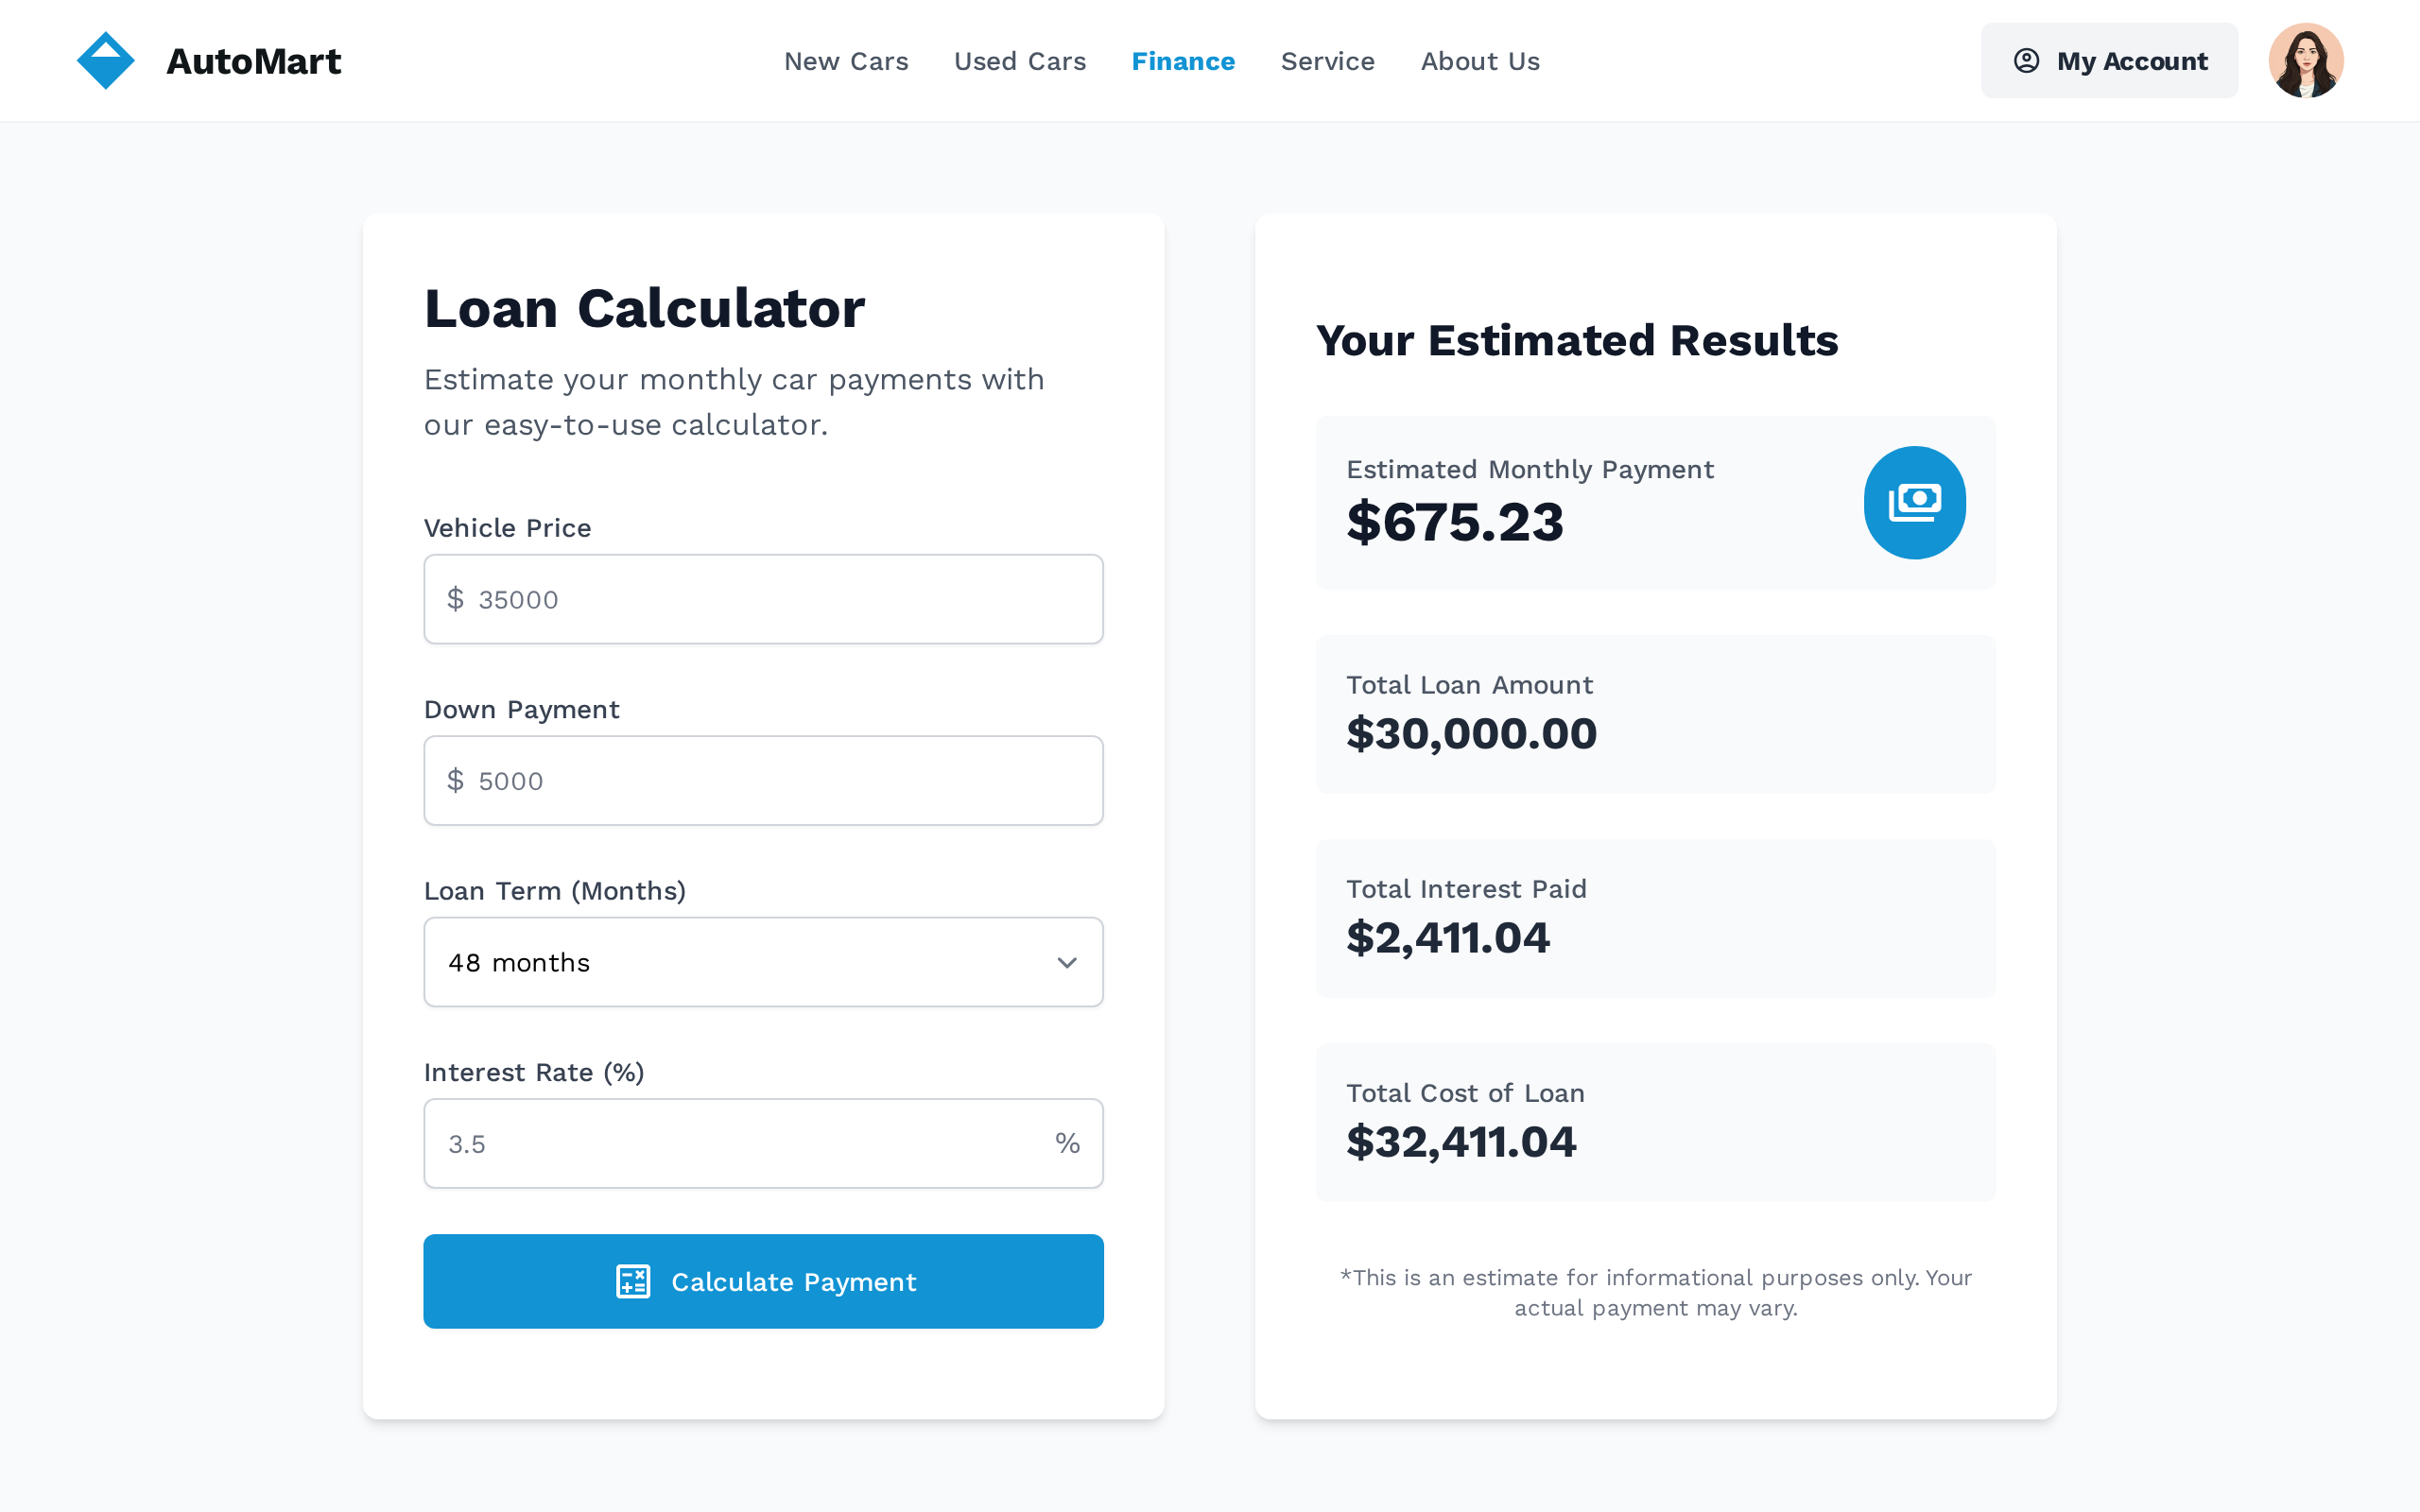 AutoMart
New Cars
Used Cars
Finance
Service
About Us
My Account
Loan Calculator
Estimate your monthly car payments with
our easy-to-use calculator.
Vehicle Price
$ 35000
Down Payment
$ 5000
Loan Term (Months)
48 months
Interest Rate (%)
3.5 %
Calculate Payment
Your Estimated Results
Estimated Monthly Payment
$675.23
Total Loan Amount
$30,000.00
Total Interest Paid
$2,411.04
Total Cost of Loan
$32,411.04
*This is an estimate for informational purposes only. Your
actual payment may vary.